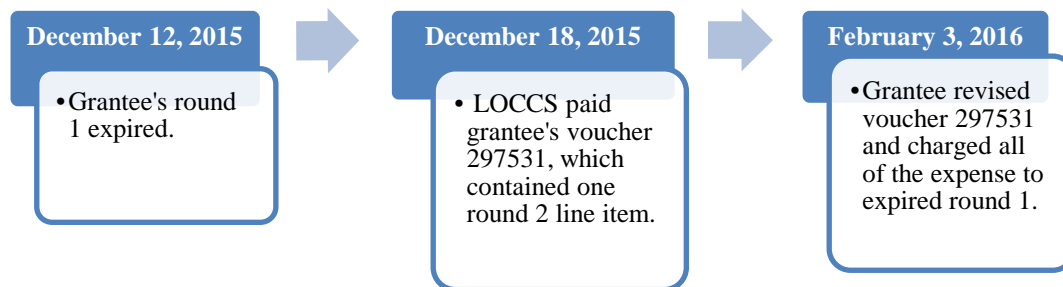 December 12, 2015
•Grantee's round
1 expired.
December 18, 2015
• LOCCS paid
grantee's voucher
297531, which
contained one
round 2 line item.
February 3, 2016
•Grantee revised
voucher 297531
and charged all
of the expense to
expired round 1.